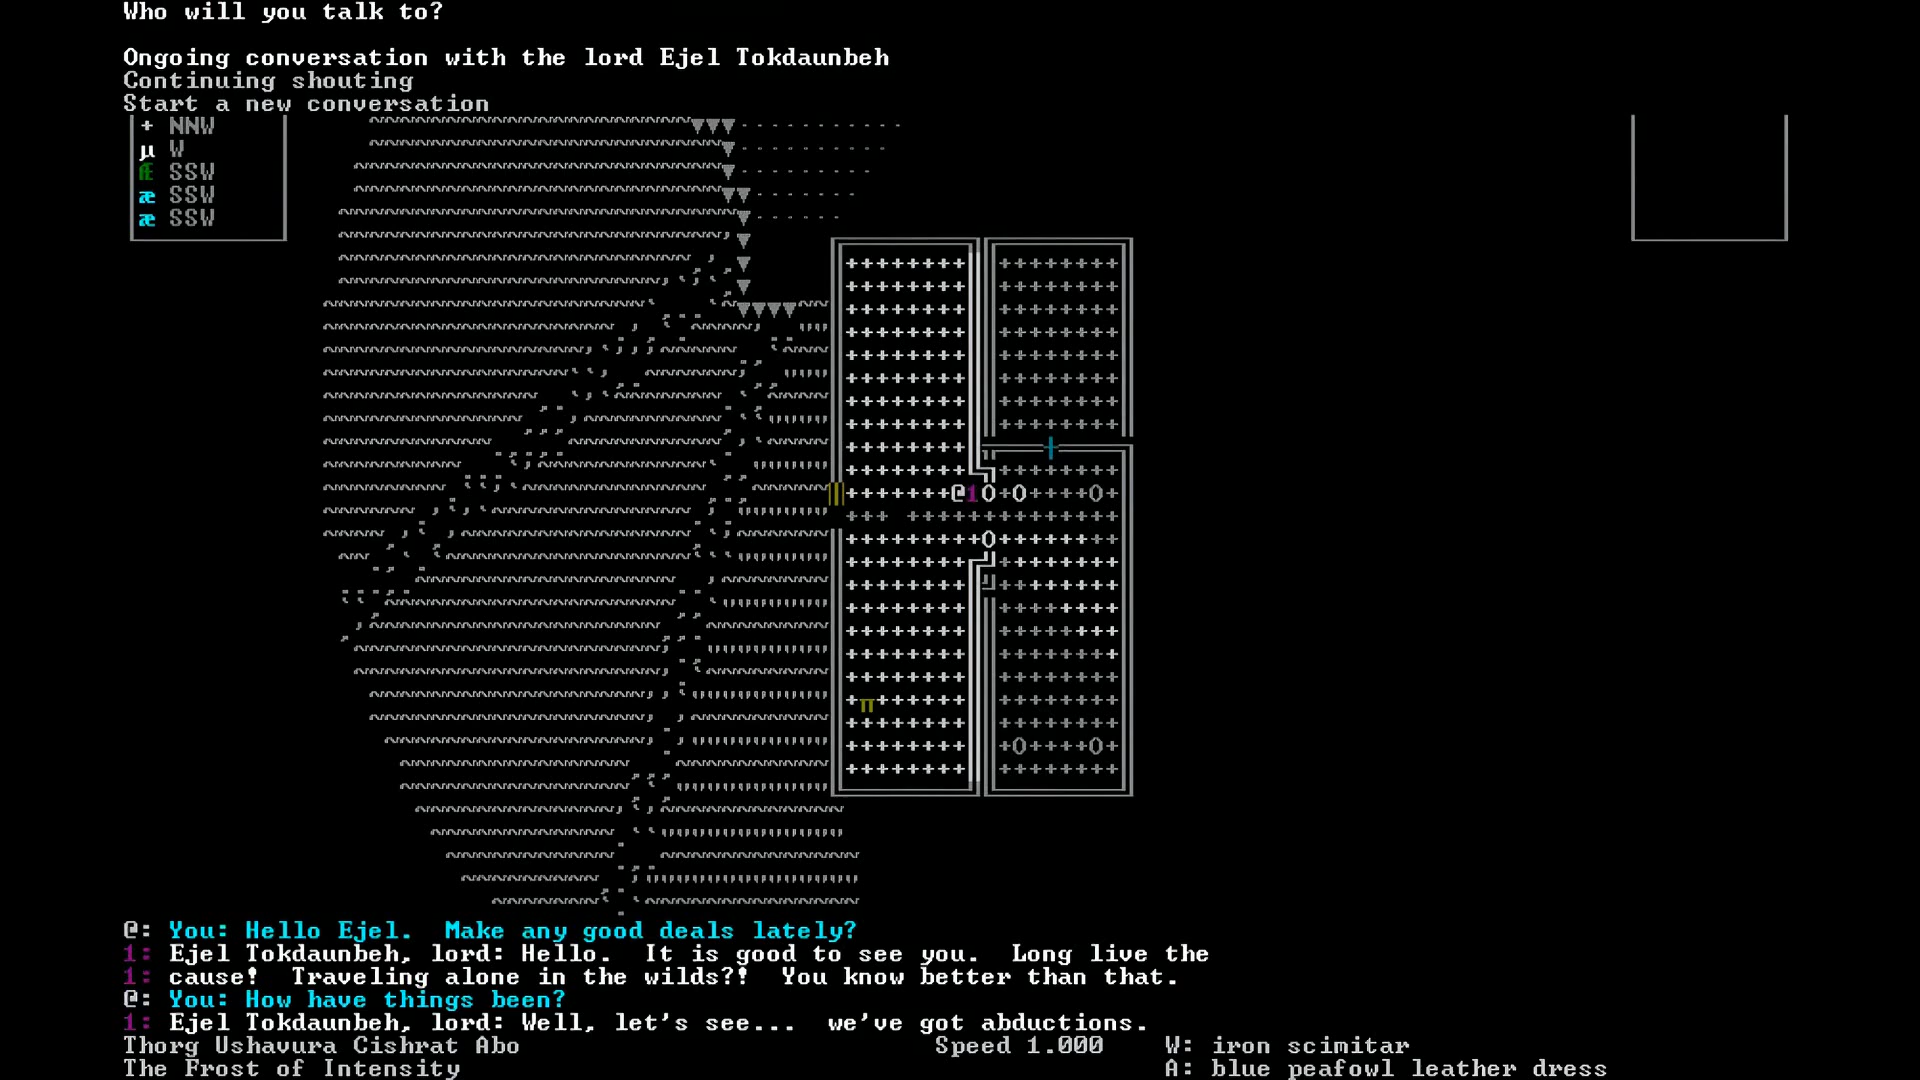 Who will you talk to?
Ongoing conversation with the lord Ejel Tokdaunbeh
Continuing shouting
Start a new conversation
+ NNW
µ W
Æ SSW
æ SSW
æ SSW
@: You: Hello Ejel.  Make any good deals lately?
1: Ejel Tokdaunbeh, lord: Hello.  It is good to see you.  Long live the
1: cause!  Traveling alone in the wilds?!  You know better than that.
@: You: How have things been?
1: Ejel Tokdaunbeh, lord: Well, let's see...  we've got abductions.
Thorg Ushavura Cishrat Abo Speed 1.000 W: iron scimitar
The Frost of Intensity A: blue peafowl leather dress